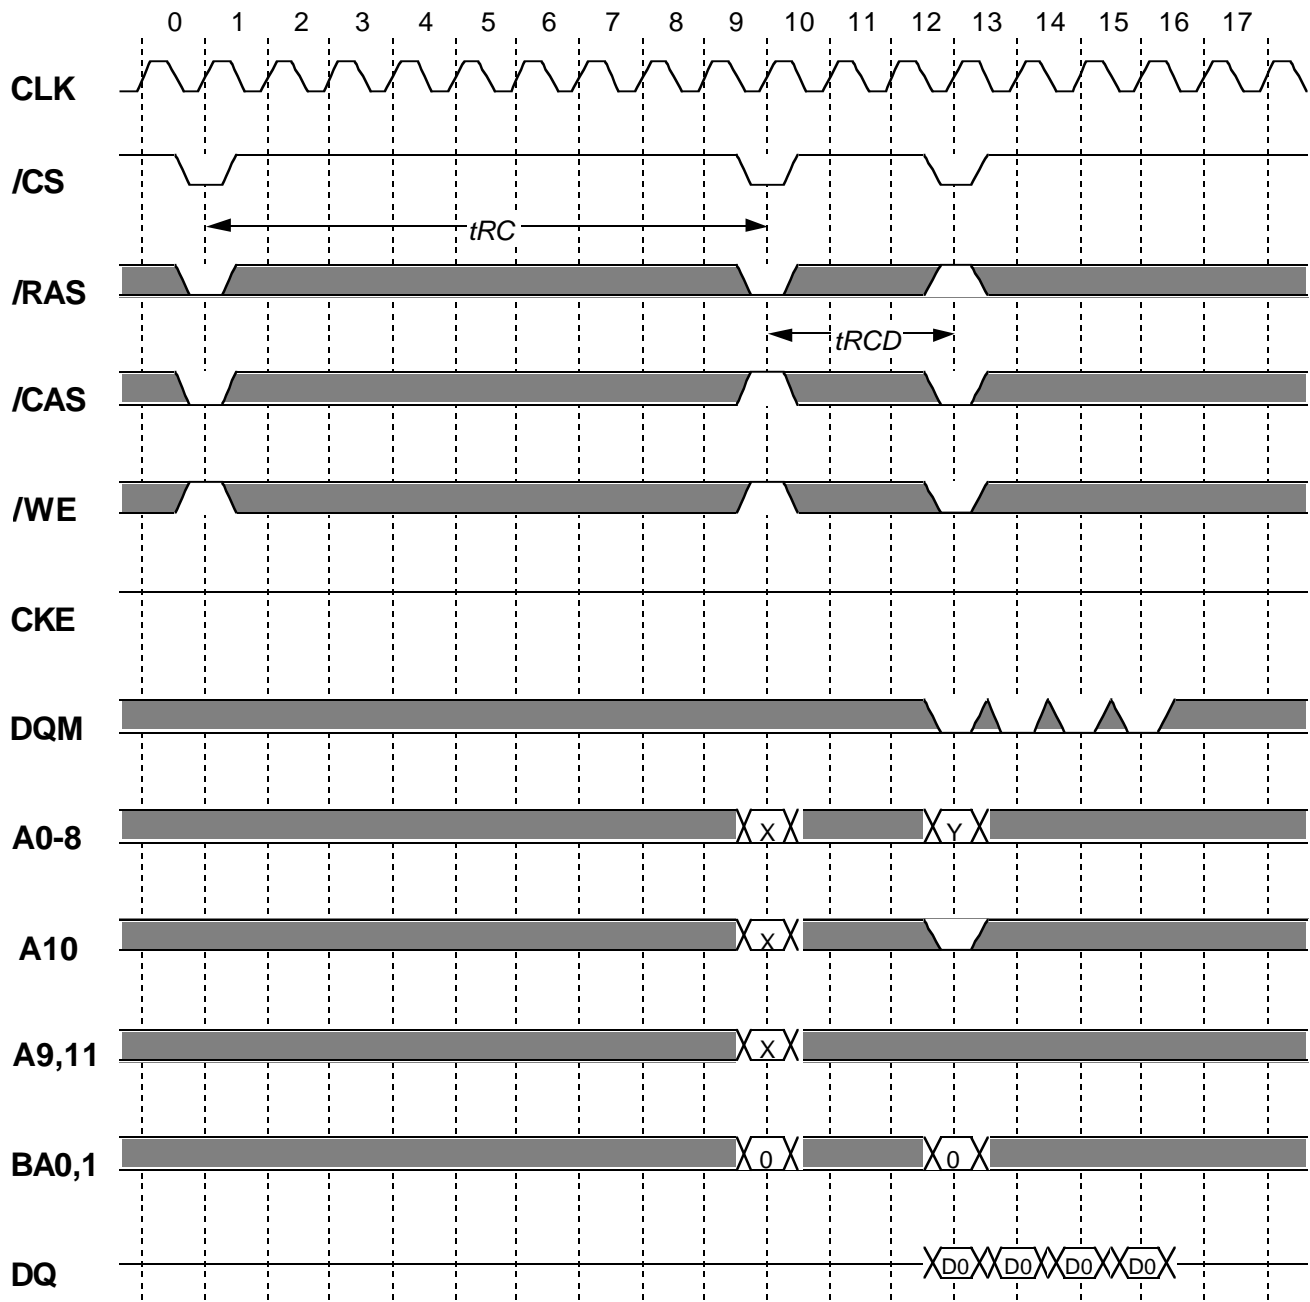 0 1 2 3 4 5 6 7 8 9 10 11 12 13 14 15 16 17
CLK
/CS
tRC
/RAS
tRCD
/CAS
/WE
CKE
DQM
A0-8 X Y
A10 X
A9,11 X
BA0,1 0 0
DQ D0 D0 D0 D0